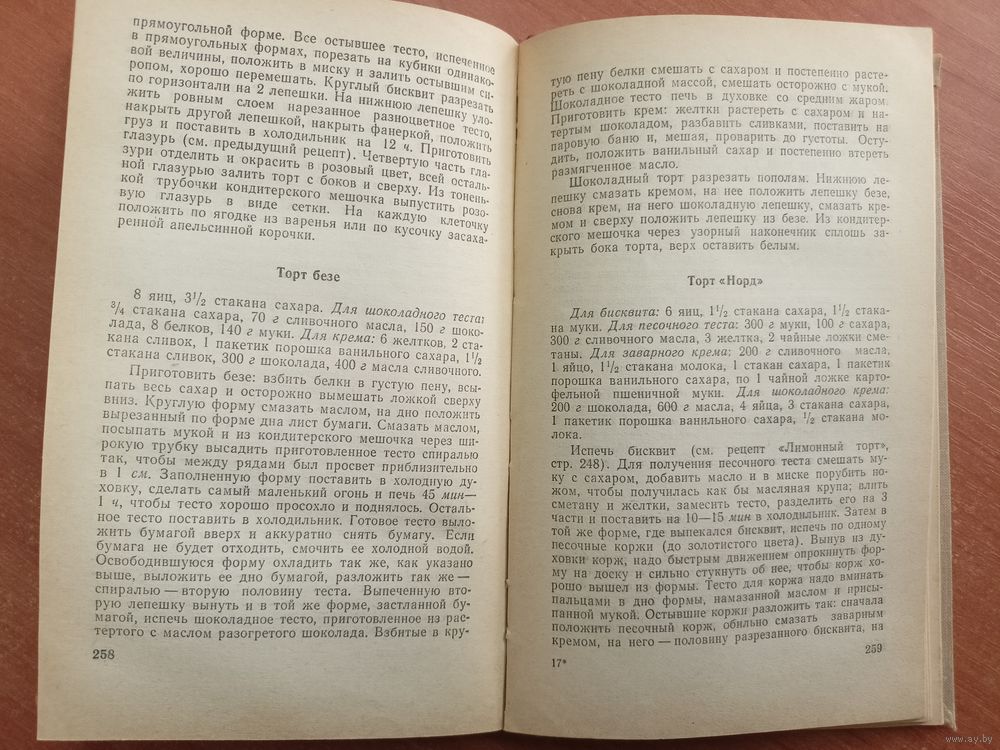 прямоугольной форме. Все остывшее тесто, испеченное
в прямоугольных формах, порезать на кубики одинако-
вой величины, положить в миску и залить остывшим си-
ропом, хорошо перемешать. Круглый бисквит разрезать
по горизонтали на 2 лепешки. На нижнюю лепешку уло-
жить ровным слоем нарезанное разноцветное тесто,
накрыть другой лепешкой, накрыть фанеркой, положить
груз и поставить в холодильник на 12 ч. Приготовить
глазурь (см. предыдущий рецепт). Четвертую часть гла-
зури отделить и окрасить в розовый цвет, всей осталь-
ной глазурью залить торт с боков и сверху. Из тонень-
кой трубочки кондитерского мешочка выпустить розо-
вую глазурь в виде сетки. На каждую клеточку
положить по ягодке из варенья или по кусочку засаха-
ренной апельсинной корочки.
Торт безе
8 яиц, 3½ стакана сахара. Для шоколадного теста:
¾ стакана сахара, 70 г сливочного масла, 150 г шоко-
лада, 8 белков, 140 г муки. Для крема: 6 желтков, 2 ста-
кана сливок, 1 пакетик порошка ванильного сахара, 1½
стакана сливок, 300 г шоколада, 400 г масла сливочного.
Приготовить безе: взбить белки в густую пену, всы-
пать весь сахар и осторожно вымешать ложкой сверху
вниз. Круглую форму смазать маслом, на дно положить
вырезанный по форме дна лист бумаги. Смазать маслом,
посыпать мукой и из кондитерского мешочка через ши-
рокую трубку высадить приготовленное тесто спиралью
так, чтобы между рядами был просвет приблизительно
в 1 см. Заполненную форму поставить в холодную ду-
ховку, сделать самый маленький огонь и печь 45 мин—
1 ч, чтобы тесто хорошо просохло и поднялось. Осталь-
ное тесто поставить в холодильник. Готовое тесто выло-
жить бумагой вверх и аккуратно снять бумагу. Если
бумага не будет отходить, смочить ее холодной водой.
Освободившуюся форму охладить так же, как указано
выше, выложить ее дно бумагой, разложить так же —
спиралью — вторую половину теста. Выпеченную вто-
рую лепешку вынуть и в той же форме, застланной бу-
магой, испечь шоколадное тесто, приготовленное из рас-
тертого с маслом разогретого шоколада. Взбитые в кру-
258
тую пену белки смешать с сахаром и постепенно расте-
реть с шоколадной массой, смешать осторожно с мукой.
Шоколадное тесто печь в духовке со средним жаром.
Приготовить крем: желтки растереть с сахаром и на-
тертым шоколадом, разбавить сливками, поставить на
паровую баню и, мешая, проварить до густоты. Осту-
дить, положить ванильный сахар и постепенно втереть
размягченное масло.
Шоколадный торт разрезать пополам. Нижнюю ле-
пешку смазать кремом, на нее положить лепешку безе,
снова крем, на него шоколадную лепешку, смазать кре-
мом и сверху положить лепешку из безе. Из кондитер-
ского мешочка через узорный наконечник сплошь за-
крыть бока торта, верх оставить белым.
Торт «Норд»
Для бисквита: 6 яиц, 1½ стакана сахара, 1½ стака-
на муки. Для песочного теста: 300 г муки, 100 г сахара,
300 г сливочного масла, 3 желтка, 2 чайные ложки сме-
таны. Для заварного крема: 200 г сливочного масла,
1 яйцо, 1½ стакана молока, 1 стакан сахара, 1 пакетик
порошка ванильного сахара, по 1 чайной ложке карто-
фельной пшеничной муки. Для шоколадного крема:
200 г шоколада, 600 г масла, 4 яйца, 3 стакана сахара,
1 пакетик порошка ванильного сахара, ½ стакана мо-
лока.
Испечь бисквит (см. рецепт «Лимонный торт»,
стр. 248). Для получения песочного теста смешать му-
ку с сахаром, добавить масло и в миске порубить но-
жом, чтобы получилась как бы масляная крупа; влить
сметану и желтки, замесить тесто, разделить его на 3
части и поставить на 10—15 мин в холодильник. Затем в
той же форме, где выпекался бисквит, испечь по одному
песочные коржи (до золотистого цвета). Вынув из ду-
ховки корж, надо быстрым движением опрокинуть фор-
му на доску и сильно стукнуть об нее, чтобы корж хо-
рошо вышел из формы. Тесто для коржа надо вминать
пальцами в дно формы, намазанной маслом и присы-
панной мукой. Остывшие коржи разложить так: сначала
положить песочный корж, обильно смазать заварным
кремом, на него — половину разрезанного бисквита, на
17*
259
www.ay.by